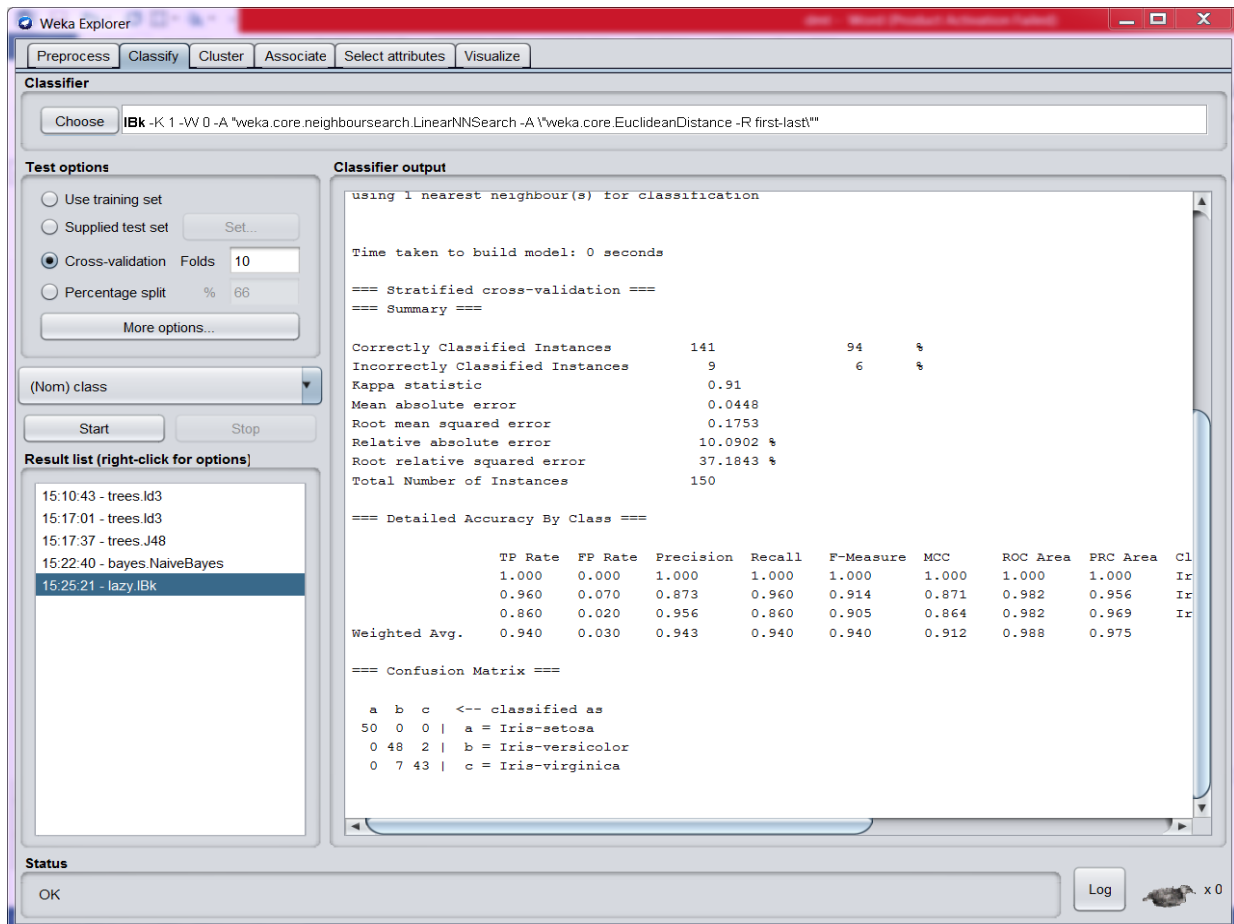 Weka Explorer
Preprocess Classify Cluster Associate Select attributes Visualize
Classifier
Choose IBk -K 1 -W 0 -A "weka.core.neighboursearch.LinearNNSearch -A \"weka.core.EuclideanDistance -R first-last\""
Test options
Use training set
Supplied test set Set...
Cross-validation Folds 10
Percentage split % 66
More options...
(Nom) class
Start Stop
Result list (right-click for options)
15:10:43 - trees.Id3
15:17:01 - trees.Id3
15:17:37 - trees.J48
15:22:40 - bayes.NaiveBayes
15:25:21 - lazy.IBk
Classifier output
using 1 nearest neighbour(s) for classification
Time taken to build model: 0 seconds
=== Stratified cross-validation ===
=== Summary ===
Correctly Classified Instances 141 94 %
Incorrectly Classified Instances 9 6 %
Kappa statistic 0.91
Mean absolute error 0.0448
Root mean squared error 0.1753
Relative absolute error 10.0902 %
Root relative squared error 37.1843 %
Total Number of Instances 150
=== Detailed Accuracy By Class ===
TP Rate FP Rate Precision Recall F-Measure MCC ROC Area PRC Area Cl
1.000 0.000 1.000 1.000 1.000 1.000 1.000 1.000 Ir
0.960 0.070 0.873 0.960 0.914 0.871 0.982 0.956 Ir
0.860 0.020 0.956 0.860 0.905 0.864 0.982 0.969 Ir
Weighted Avg. 0.940 0.030 0.943 0.940 0.940 0.912 0.988 0.975
=== Confusion Matrix ===
a b c <-- classified as
50 0 0 | a = Iris-setosa
0 48 2 | b = Iris-versicolor
0 7 43 | c = Iris-virginica
Status
OK
Log x 0